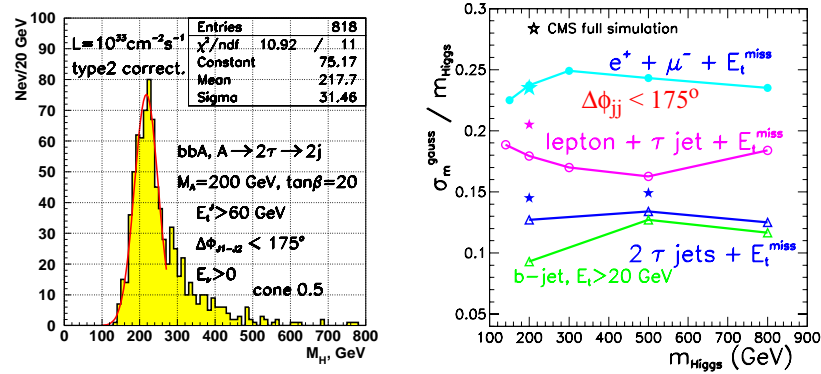 Entries 818
χ²/ndf 10.92 / 11
Constant 75.17
Mean 217.7
Sigma 31.46
L=10³³cm⁻²s⁻¹
type2 correct.
bbA, A→2τ→2j
M_A=200 GeV, tanβ=20
>60 GeV
Δφ_J1-J2 < 175°
>0
cone 0.5
Nev/20 GeV
100
90
80
70
60
50
40
30
20
10
0
0 100 200 300 400 500 600 700 800
M_H, GeV
☆ CMS full simulation
e⁺ + μ⁻ + E_t^miss
Δφ_jj < 175°
lepton + τ jet + E_t^miss
2 τ jets + E_t^miss
b-jet, E_t>20 GeV
σ_m^gauss / m_Higgs
0.3
0.25
0.2
0.15
0.1
0.05
100 200 300 400 500 600 700 800 900
m_Higgs (GeV)